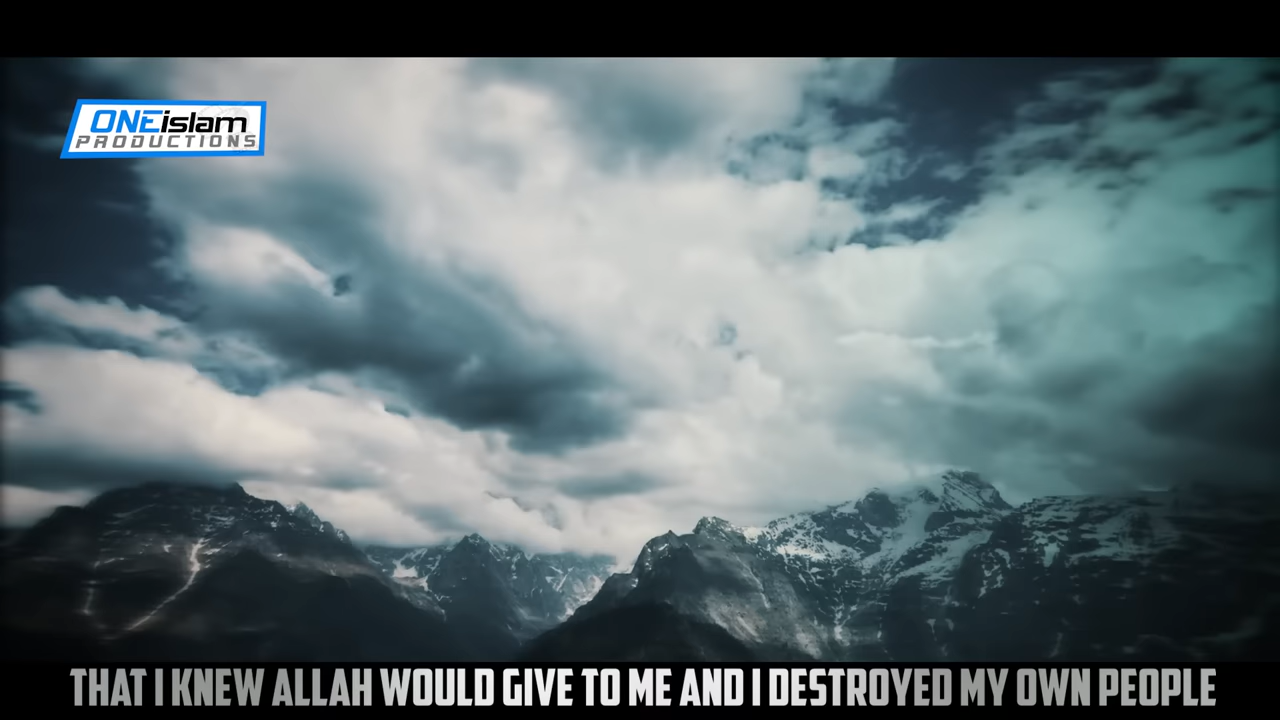 ONEislam
PRODUCTIONS
THAT I KNEW ALLAH WOULD GIVE TO ME AND I DESTROYED MY OWN PEOPLE